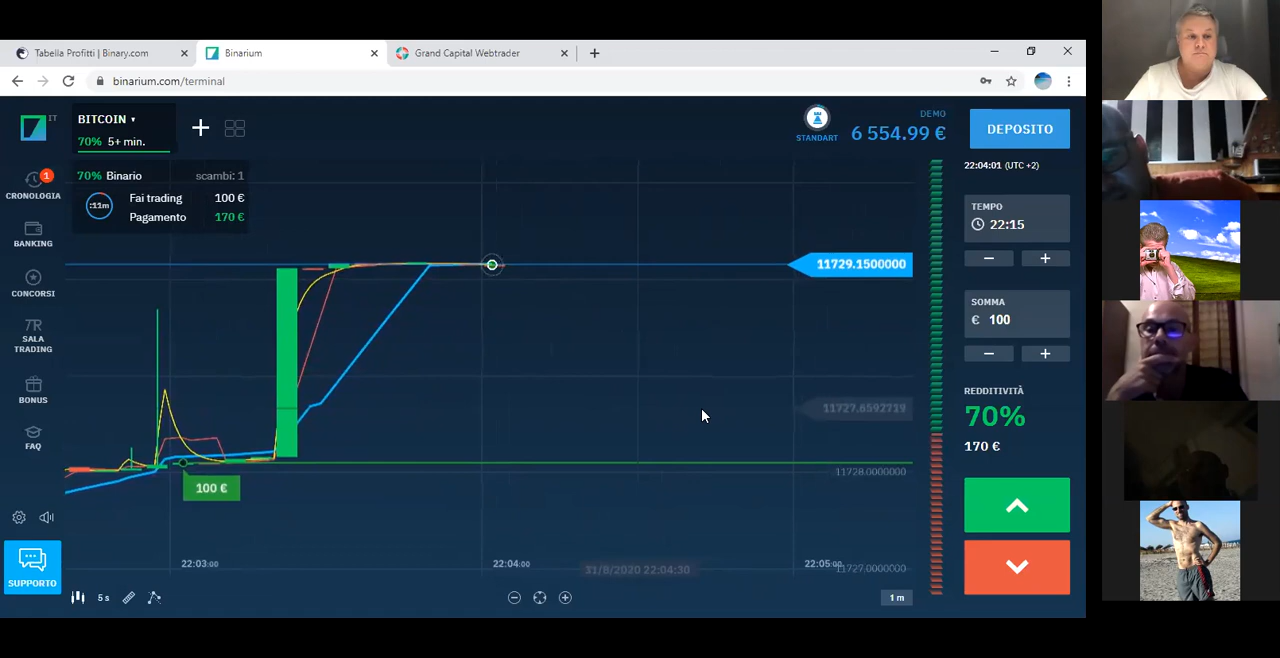 Tabella Profitti | Binary.com
Binarium
Grand Capital Webtrader
binarium.com/terminal
IT
BITCOIN
70% 5+ min.
STANDART
DEMO
6 554.99 €
DEPOSITO
22:04:01 (UTC +2)
70% Binario
scambi: 1
:11m
Fai trading
100 €
Pagamento
170 €
1
CRONOLOGIA
BANKING
CONCORSI
7R
SALA
TRADING
BONUS
FAQ
SUPPORTO
TEMPO
22:15
SOMMA
€ 100
REDDITIVITÀ
70%
170 €
11729.1500000
11727.6592719
11728.0000000
11727.0000000
100 €
22:03:00
22:04:00
31/8/2020 22:04:30
22:05:00
5 s
1 m